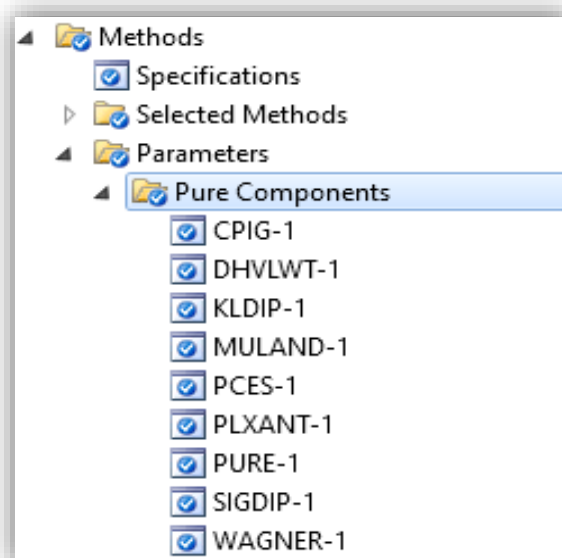 Methods
Specifications
Selected Methods
Parameters
Pure Components
CPIG-1
DHVLWT-1
KLDIP-1
MULAND-1
PCES-1
PLXANT-1
PURE-1
SIGDIP-1
WAGNER-1